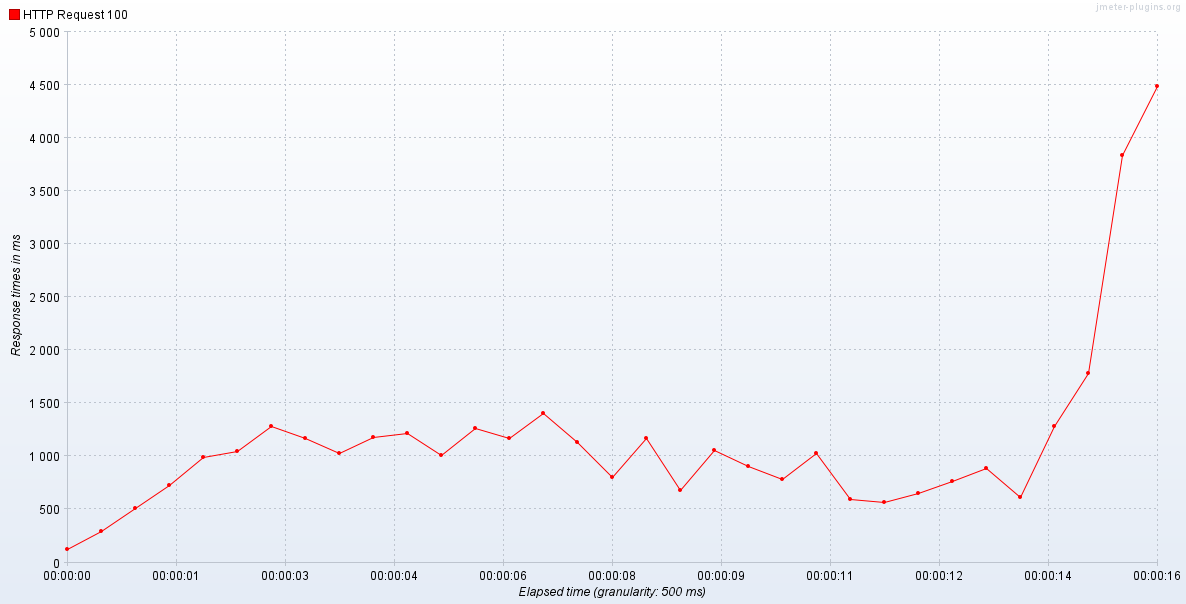 jmeter-plugins.org
HTTP Request 100
5 000
4 500
4 000
3 500
3 000
2 500
2 000
1 500
1 000
500
0
Response times in ms
00:00:00 00:00:01 00:00:03 00:00:04 00:00:06 00:00:08 00:00:09 00:00:11 00:00:12 00:00:14 00:00:16
Elapsed time (granularity: 500 ms)